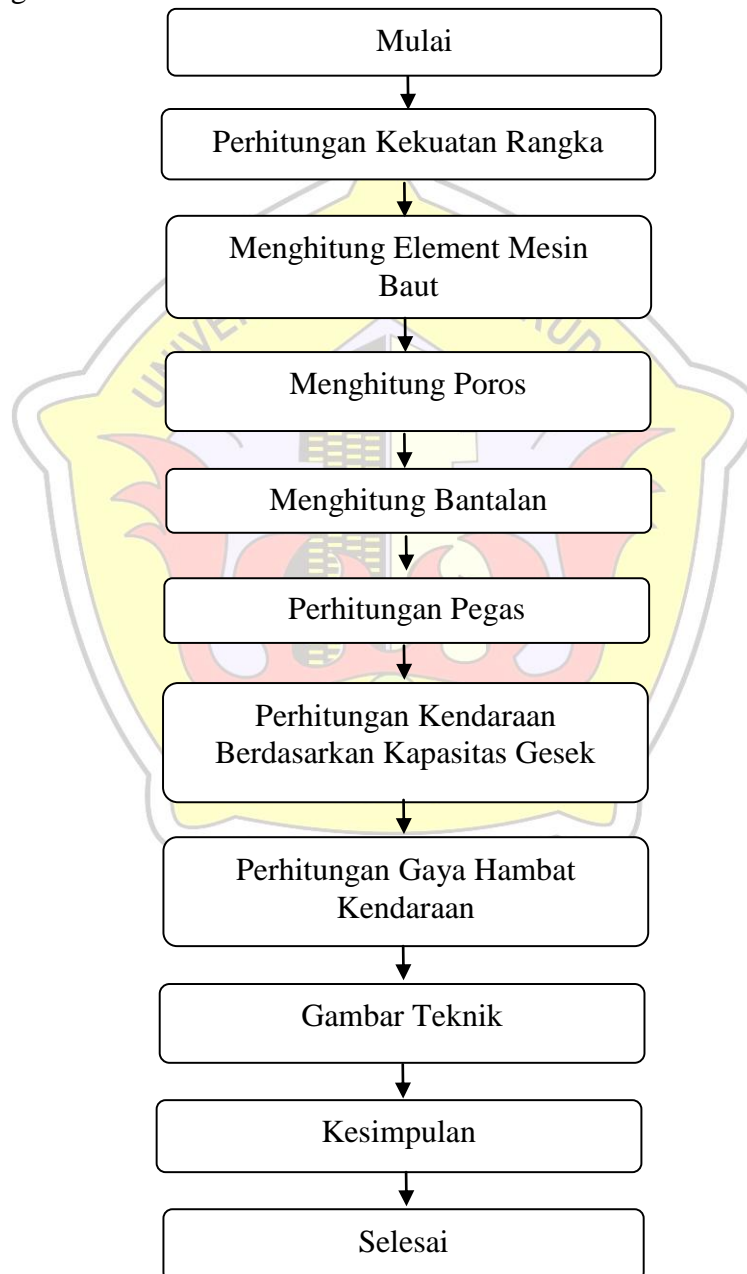 Mulai
Perhitungan Kekuatan Rangka
Menghitung Element Mesin
Baut
Menghitung Poros
Menghitung Bantalan
Perhitungan Pegas
Perhitungan Kendaraan
Berdasarkan Kapasitas Gesek
Perhitungan Gaya Hambat
Kendaraan
Gambar Teknik
Kesimpulan
Selesai